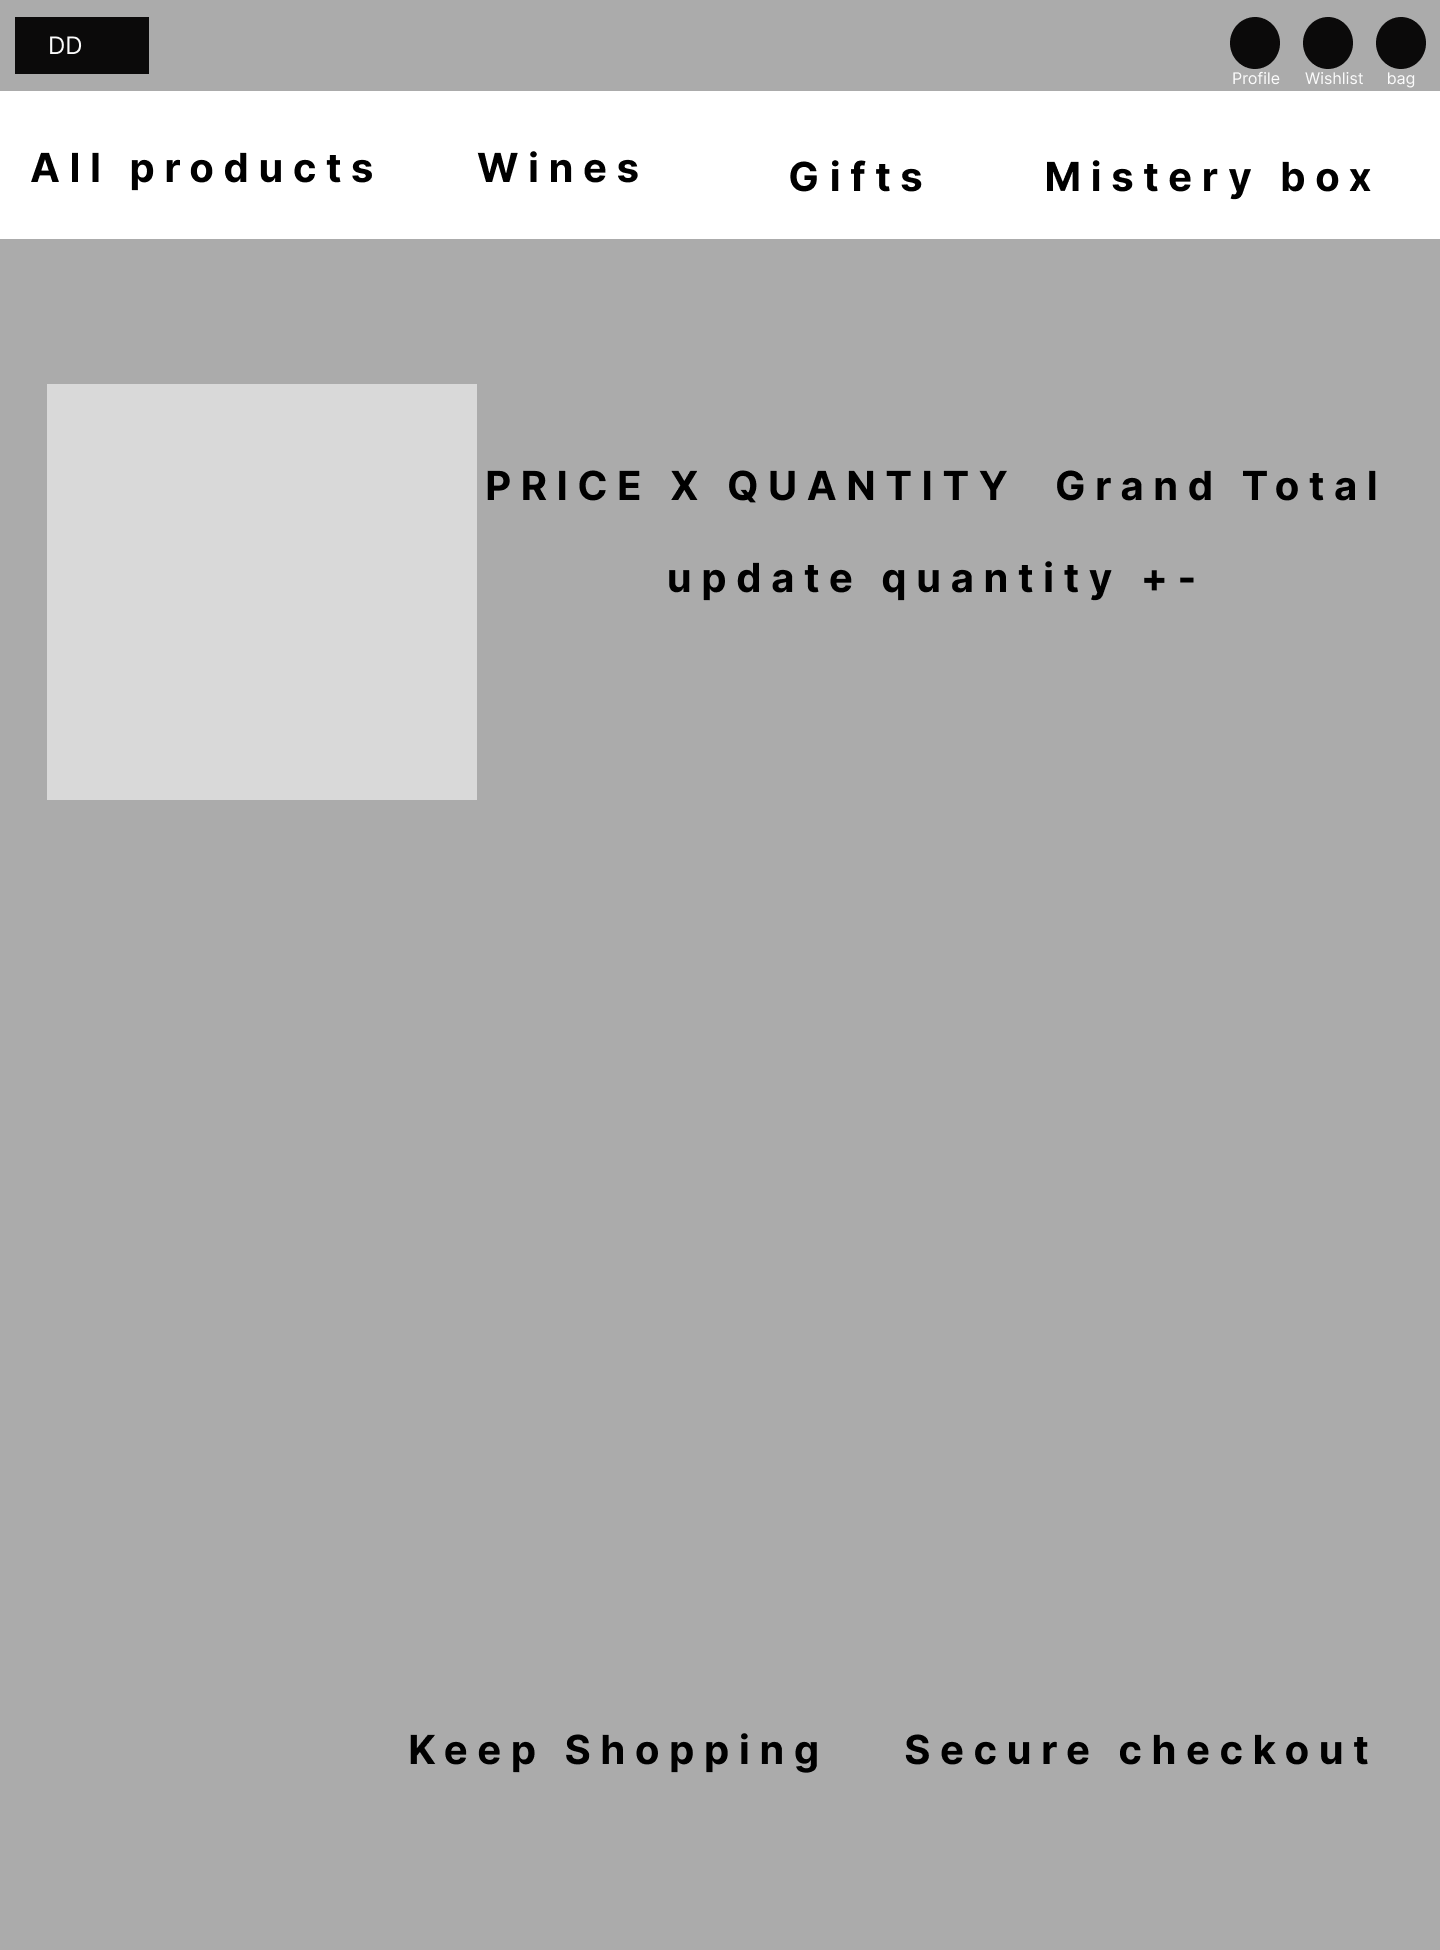 DD
Profile Wishlist bag
All products Wines Gifts Mistery box
PRICE X QUANTITY Grand Total
update quantity +-
Keep Shopping Secure checkout